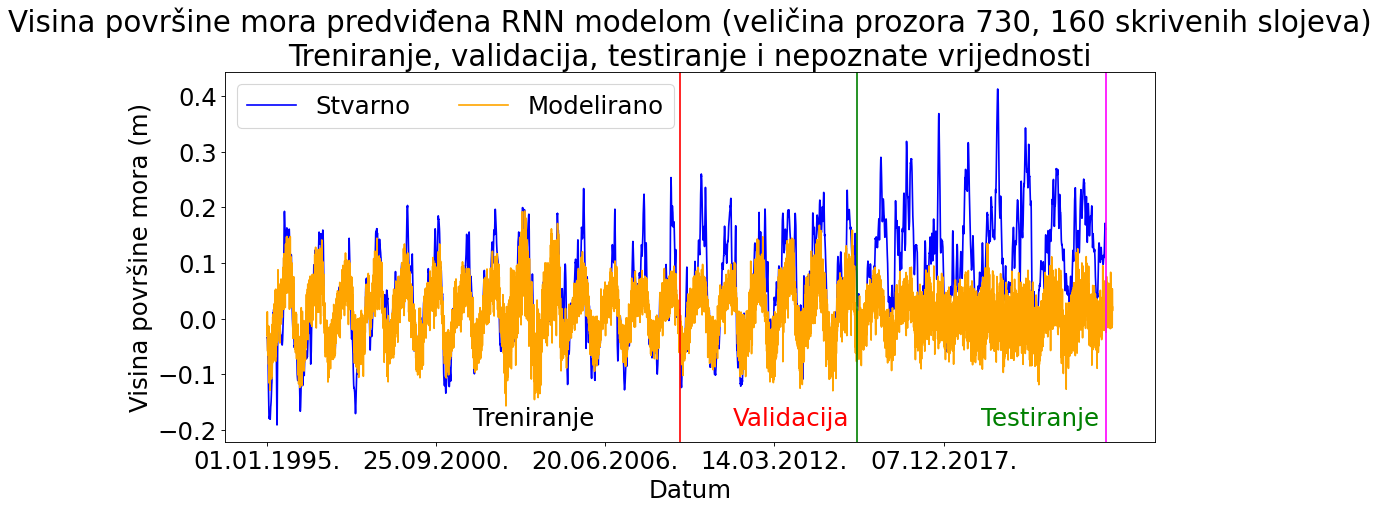 Visina površine mora predviđena RNN modelom (veličina prozora 730, 160 skrivenih slojeva)
Treniranje, validacija, testiranje i nepoznate vrijednosti
Stvarno Modelirano
Visina površine mora (m)
0.4
0.3
0.2
0.1
0.0
−0.1
−0.2
Treniranje Validacija Testiranje
01.01.1995. 25.09.2000. 20.06.2006. 14.03.2012. 07.12.2017.
Datum